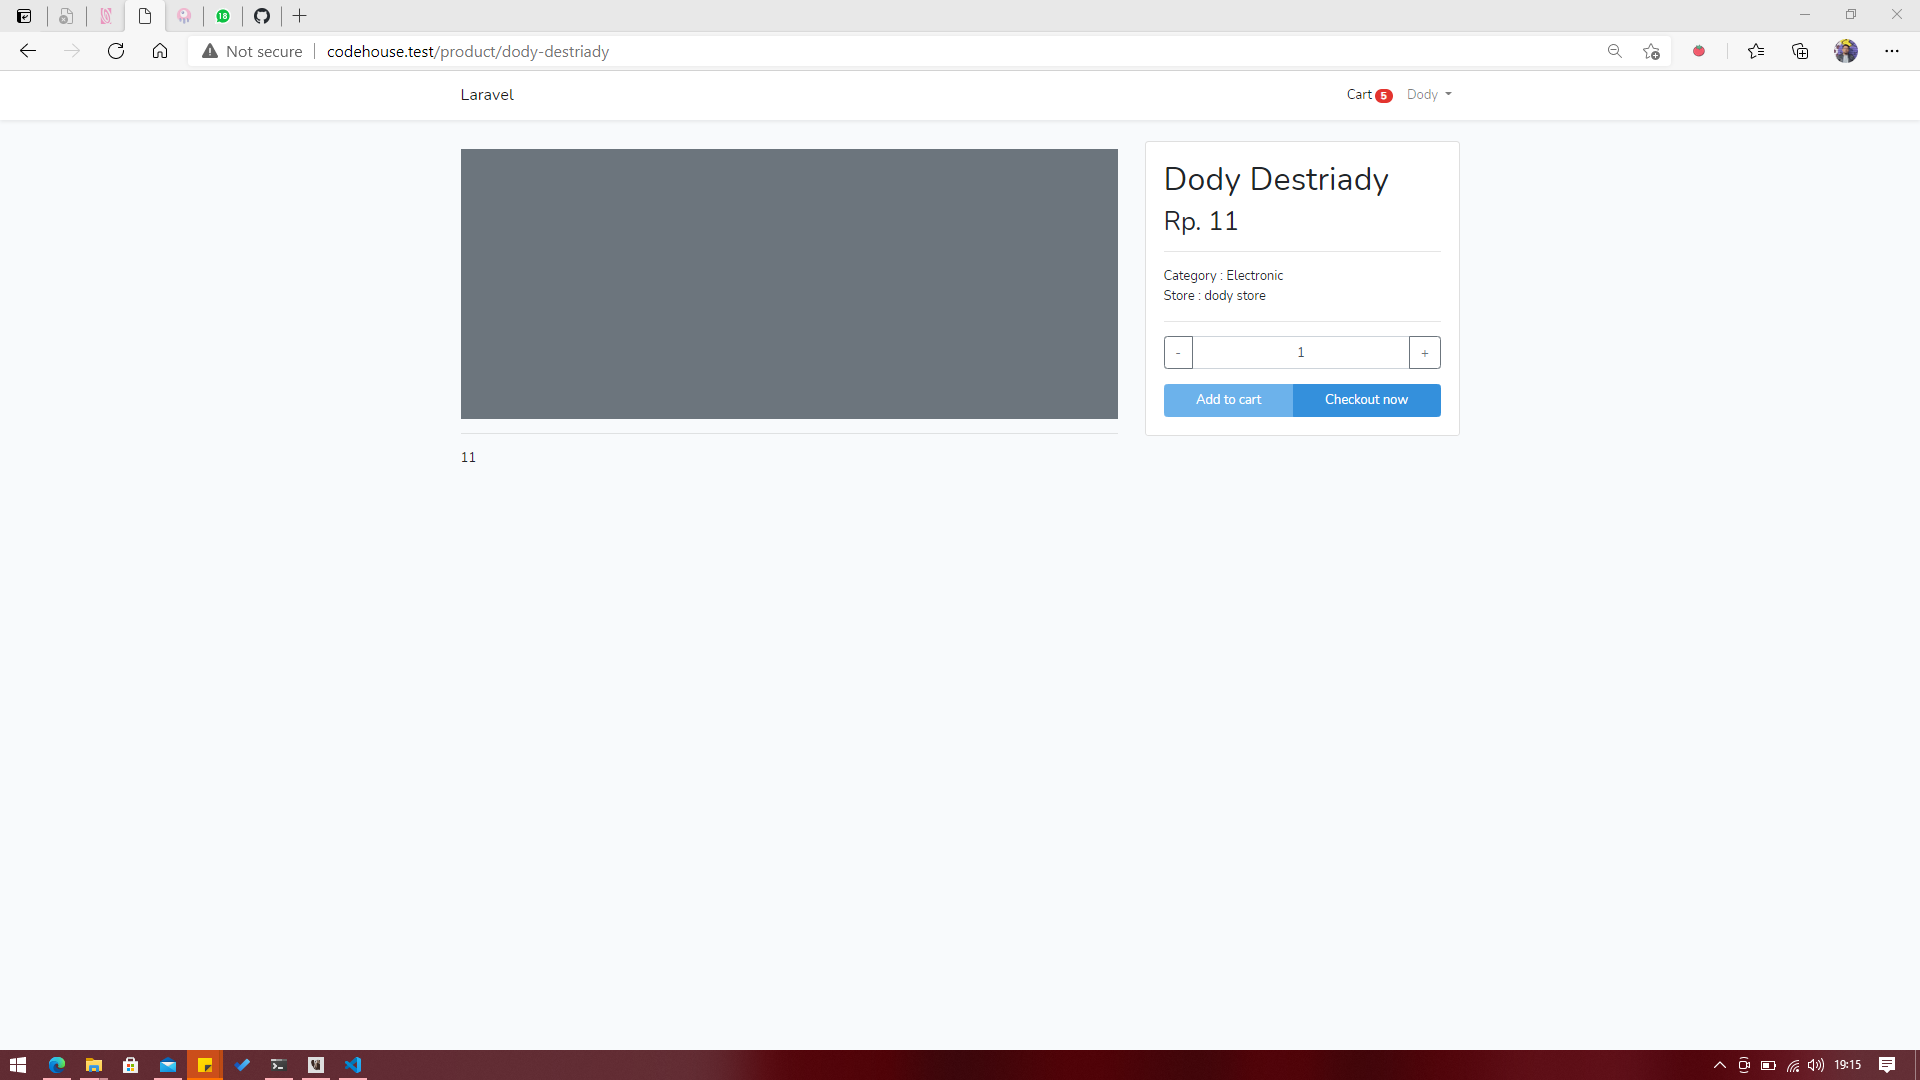 18
Not secure
codehouse.test/product/dody-destriady
Laravel
Cart 5
Dody
Dody Destriady
Rp. 11
Category : Electronic
Store : dody store
- 1 +
Add to cart
Checkout now
11
19:15